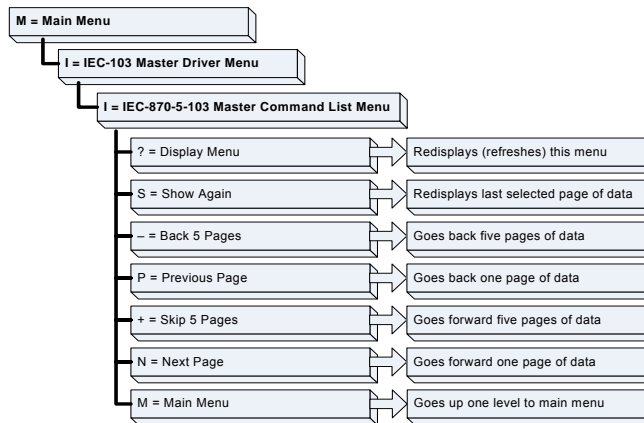 M = Main Menu
I = IEC-103 Master Driver Menu
I = IEC-870-5-103 Master Command List Menu
? = Display Menu
Redisplays (refreshes) this menu
S = Show Again
Redisplays last selected page of data
– = Back 5 Pages
Goes back five pages of data
P = Previous Page
Goes back one page of data
+ = Skip 5 Pages
Goes forward five pages of data
N = Next Page
Goes forward one page of data
M = Main Menu
Goes up one level to main menu